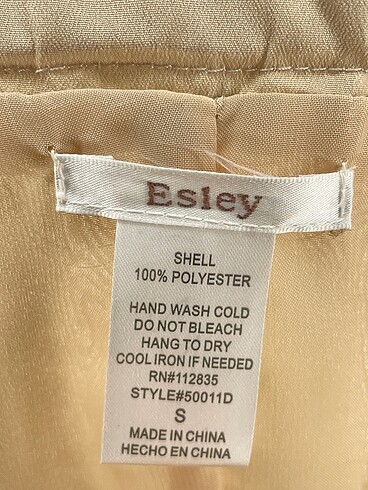 Esley
SHELL
100% POLYESTER
HAND WASH COLD
DO NOT BLEACH
HANG TO DRY
COOL IRON IF NEEDED
RN#112835
STYLE#50011D
S
MADE IN CHINA
HECHO EN CHINA